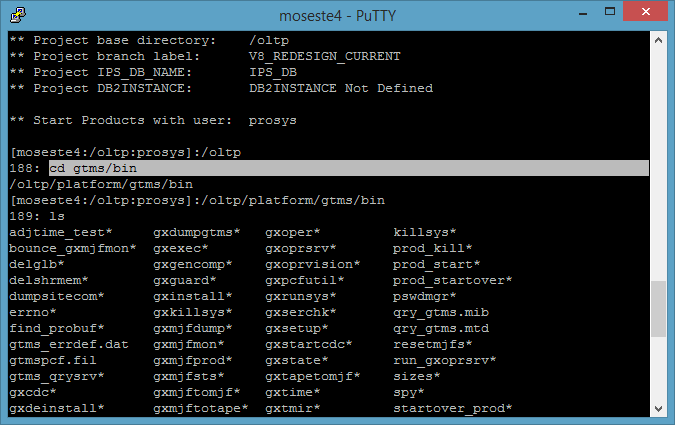 moseste4 - PuTTY
** Project base directory:    /oltp
** Project branch label:      V8_REDESIGN_CURRENT
** Project IPS_DB_NAME:       IPS_DB
** Project DB2INSTANCE:       DB2INSTANCE Not Defined
** Start Products with user:  prosys
[moseste4:/oltp:prosys]:/oltp
188: cd gtms/bin
/oltp/platform/gtms/bin
[moseste4:/oltp:prosys]:/oltp/platform/gtms/bin
189: ls
adjtime_test*     gxdumpgtms*   gxoper*         killsys*
bounce_gxmjfmon*  gxexec*       gxoprsrv*       prod_kill*
delglb*           gxgencomp*    gxoprvision*    prod_start*
delshrmem*        gxguard*      gxpcfutil*      prod_startover*
dumpsitecom*      gxinstall*    gxrunsys*       pswdmgr*
errno*            gxkillsys*    gxserchk*       qry_gtms.mib
find_probuf*      gxmjfdump*    gxsetup*        qry_gtms.mtd
gtms_errdef.dat   gxmjfmon*     gxstartcdc*     resetmjfs*
gtmspcf.fil       gxmjfprod*    gxstate*        run_gxoprsrv*
gtms_qrysrv*      gxmjfsts*     gxtapetomjf*    sizes*
gxcdc*            gxmjftomjf*   gxtime*         spy*
gxdeinstall*      gxmjftotape*  gxtmir*         startover_prod*